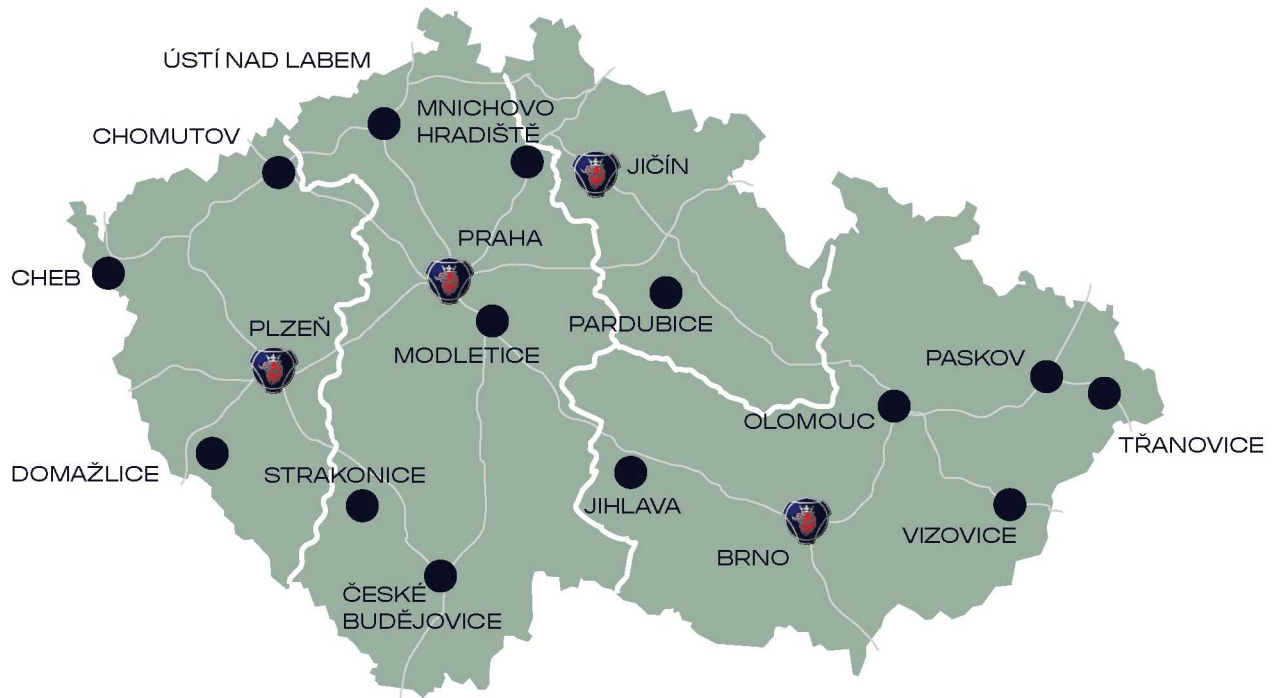 ÚSTÍ NAD LABEM
MNICHOVO
HRADIŠTĚ
CHOMUTOV
JIČÍN
PRAHA
CHEB
PLZEŇ
PARDUBICE
MODLETICE
PASKOV
OLOMOUC
TŘANOVICE
DOMAŽLICE
STRAKONICE
JIHLAVA
VIZOVICE
BRNO
ČESKÉ
BUDĚJOVICE